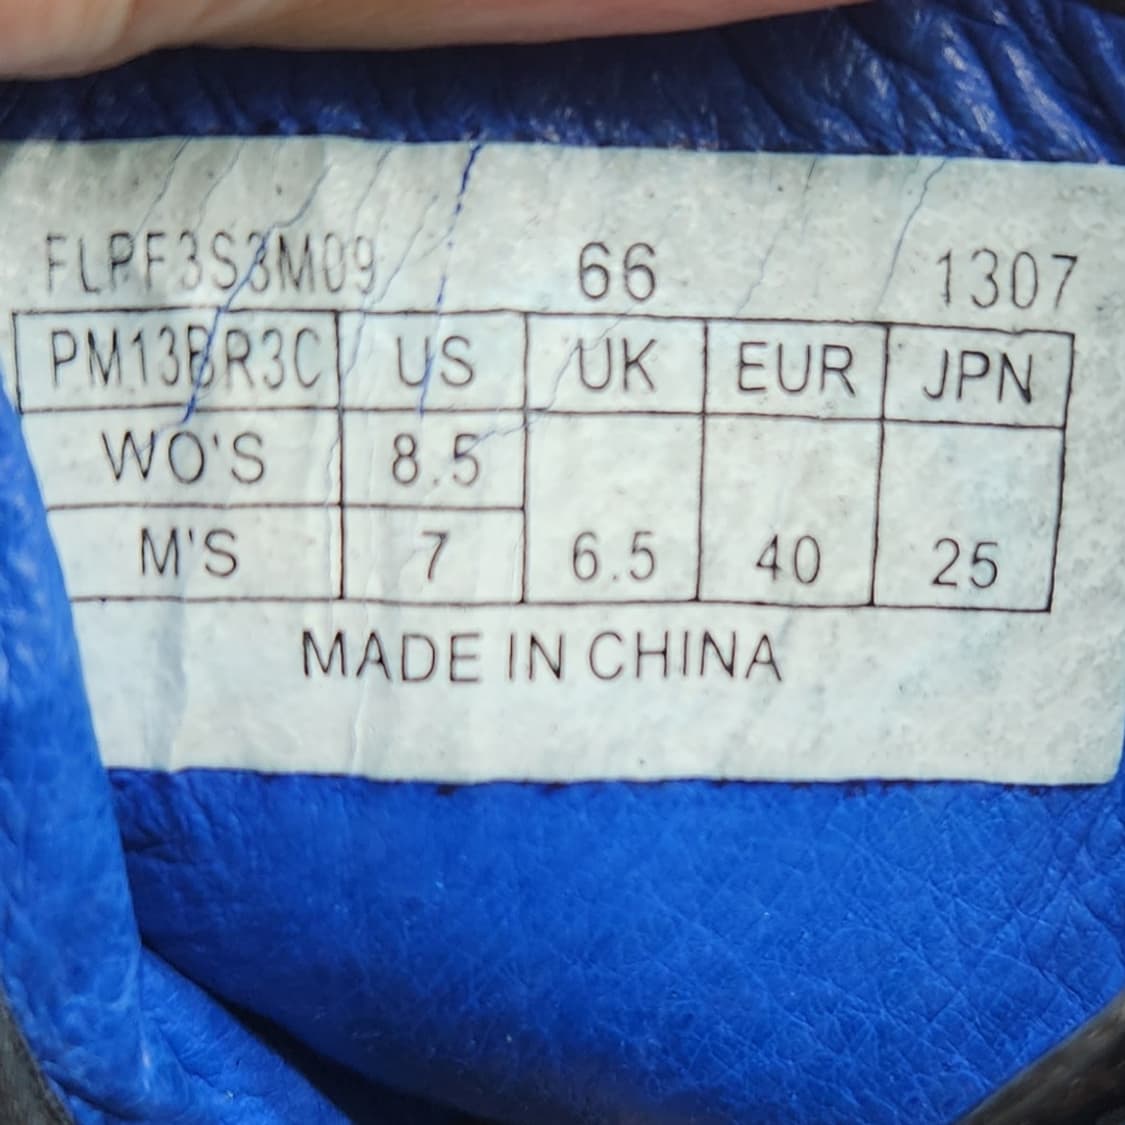 FLPF3S3M09 66 1307
PM13BR3C US UK EUR JPN
WO'S 8.5
M'S 7 6.5 40 25
MADE IN CHINA